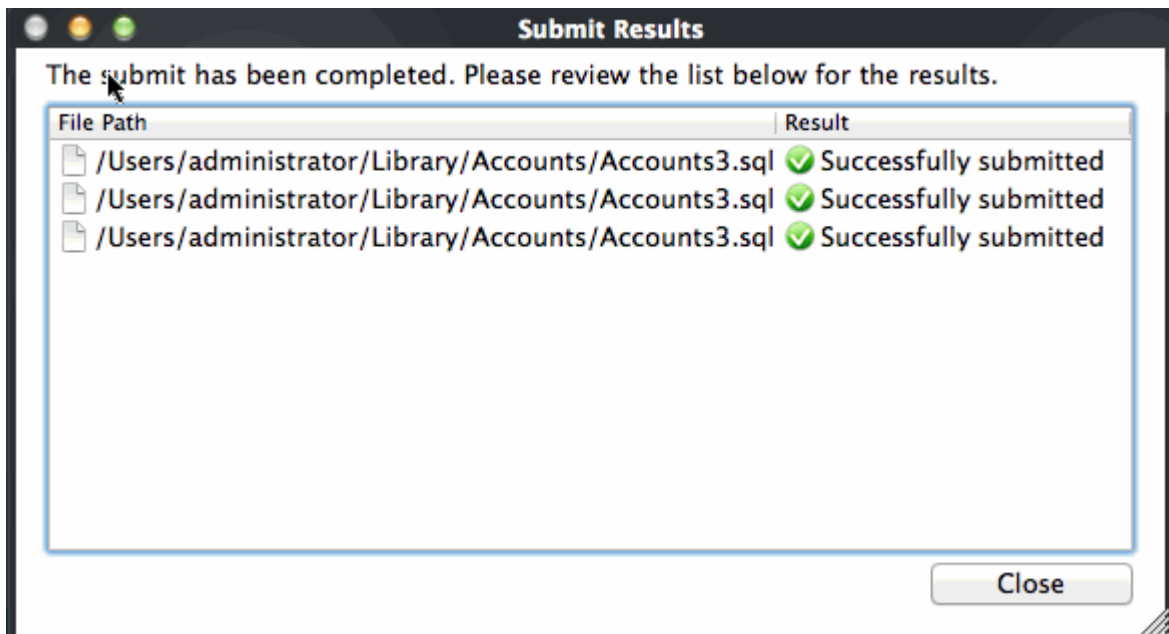 Submit Results
The submit has been completed. Please review the list below for the results.
File Path Result
/Users/administrator/Library/Accounts/Accounts3.sql Successfully submitted
/Users/administrator/Library/Accounts/Accounts3.sql Successfully submitted
/Users/administrator/Library/Accounts/Accounts3.sql Successfully submitted
Close